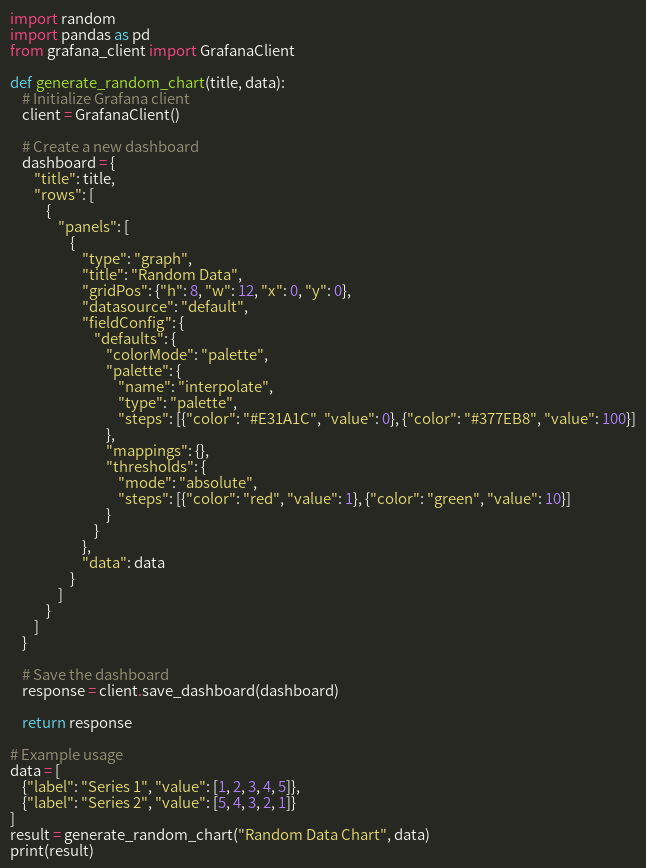 import random
import pandas as pd
from grafana_client import GrafanaClient

def generate_random_chart(title, data):
    # Initialize Grafana client
    client = GrafanaClient()

    # Create a new dashboard
    dashboard = {
        "title": title,
        "rows": [
            {
                "panels": [
                    {
                        "type": "graph",
                        "title": "Random Data",
                        "gridPos": {"h": 8, "w": 12, "x": 0, "y": 0},
                        "datasource": "default",
                        "fieldConfig": {
                            "defaults": {
                                "colorMode": "palette",
                                "palette": {
                                    "name": "interpolate",
                                    "type": "palette",
                                    "steps": [{"color": "#E31A1C", "value": 0}, {"color": "#377EB8", "value": 100}]
                                },
                                "mappings": {},
                                "thresholds": {
                                    "mode": "absolute",
                                    "steps": [{"color": "red", "value": 1}, {"color": "green", "value": 10}]
                                }
                            }
                        },
                        "data": data
                    }
                ]
            }
        ]
    }

    # Save the dashboard
    response = client.save_dashboard(dashboard)

    return response

# Example usage
data = [
    {"label": "Series 1", "value": [1, 2, 3, 4, 5]},
    {"label": "Series 2", "value": [5, 4, 3, 2, 1]}
]
result = generate_random_chart("Random Data Chart", data)
print(result)